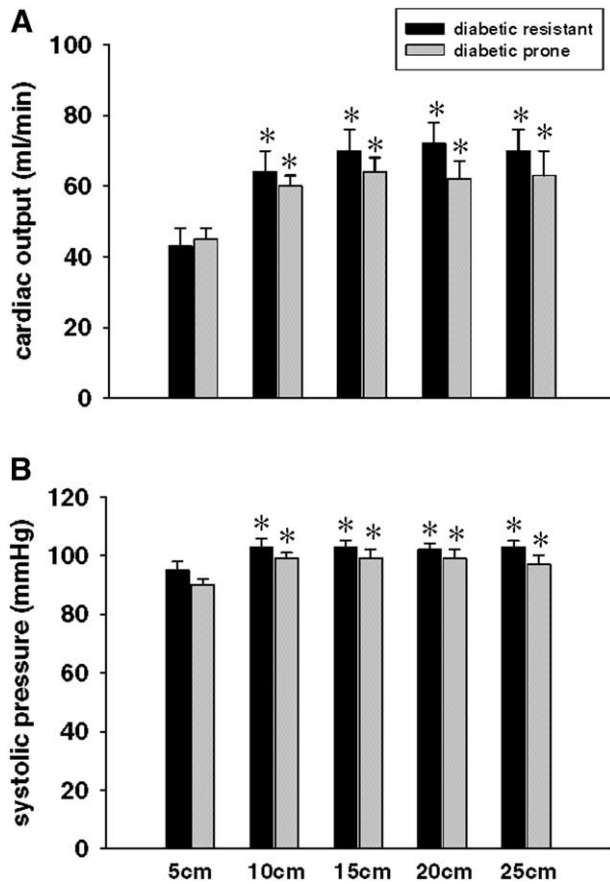 A
diabetic resistant
diabetic prone
cardiac output (ml/min)
100
80
60
40
20
0
* * * * * * * *
B
systolic pressure (mmHg)
120
100
80
60
40
20
0
* * * * * * * *
5cm 10cm 15cm 20cm 25cm